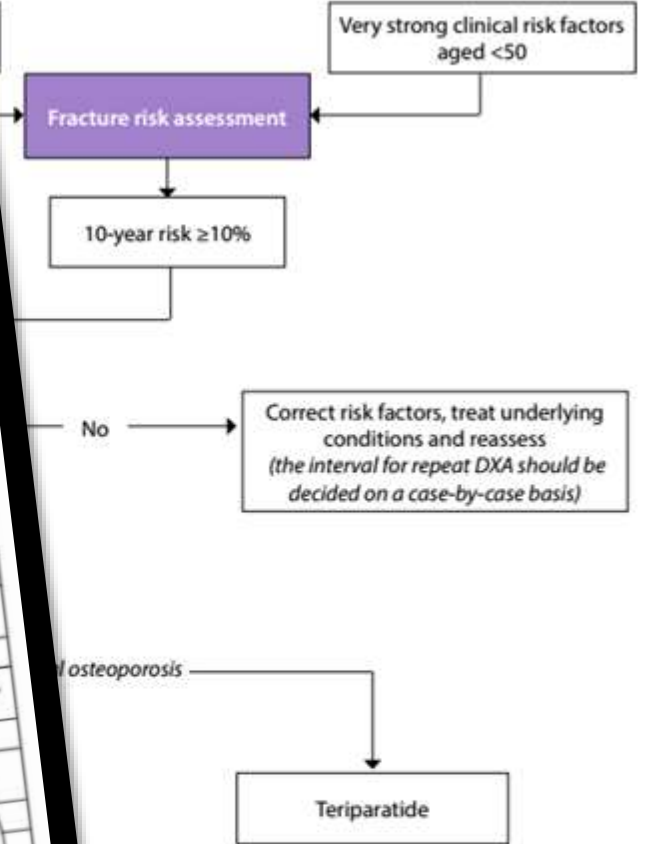 Very strong clinical risk factors
aged <50
Fracture risk assessment
10-year risk ≥10%
No
Correct risk factors, treat underlying
conditions and reassess
(the interval for repeat DXA should be
decided on a case-by-case basis)
osteoporosis
Teriparatide